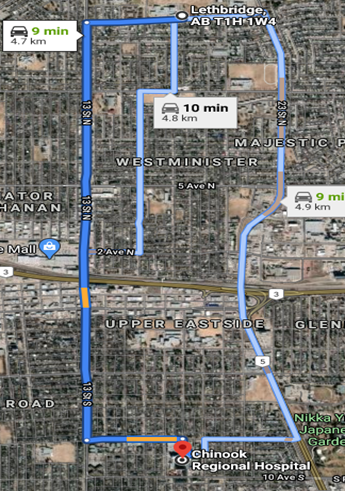 Lethbridge,
AB T1H 1W4
9 min
4.7 km
10 min
4.8 km
13 St N
23 St N
MAJESTIC P
WESTMINISTER
5 Ave N
ATOR
HANAN
13 St N
9 mi
4.9 km
e Mall
2 Ave N
3
3
UPPER EASTSIDE
GLEN
5
ROAD
13 St S
Nikka Y
Japane
Garde
Chinook
Regional Hospital
10 Ave S